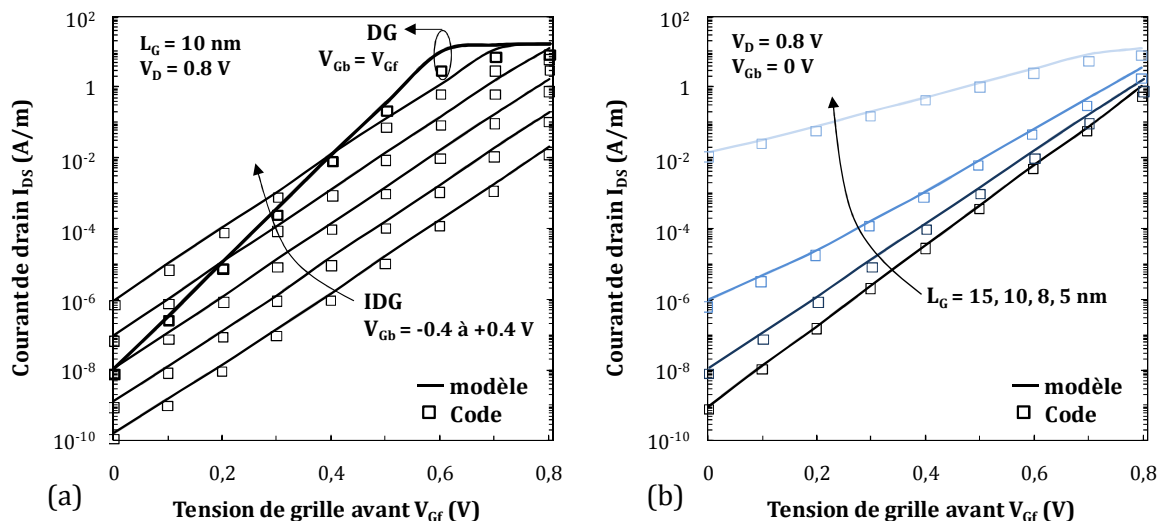 Courant de drain I_DS (A/m)
10²
1
10⁻²
10⁻⁴
10⁻⁶
10⁻⁸
10⁻¹⁰
L_G = 10 nm
V_D = 0.8 V
DG
V_Gb = V_Gf
IDG
V_Gb = -0.4 à +0.4 V
modèle
Code
0 0,2 0,4 0,6 0,8
(a)
Tension de grille avant V_Gf (V)
Courant de drain I_DS (A/m)
10²
1
10⁻²
10⁻⁴
10⁻⁶
10⁻⁸
10⁻¹⁰
V_D = 0.8 V
V_Gb = 0 V
L_G = 15, 10, 8, 5 nm
modèle
Code
0 0,2 0,4 0,6 0,8
(b)
Tension de grille avant V_Gf (V)